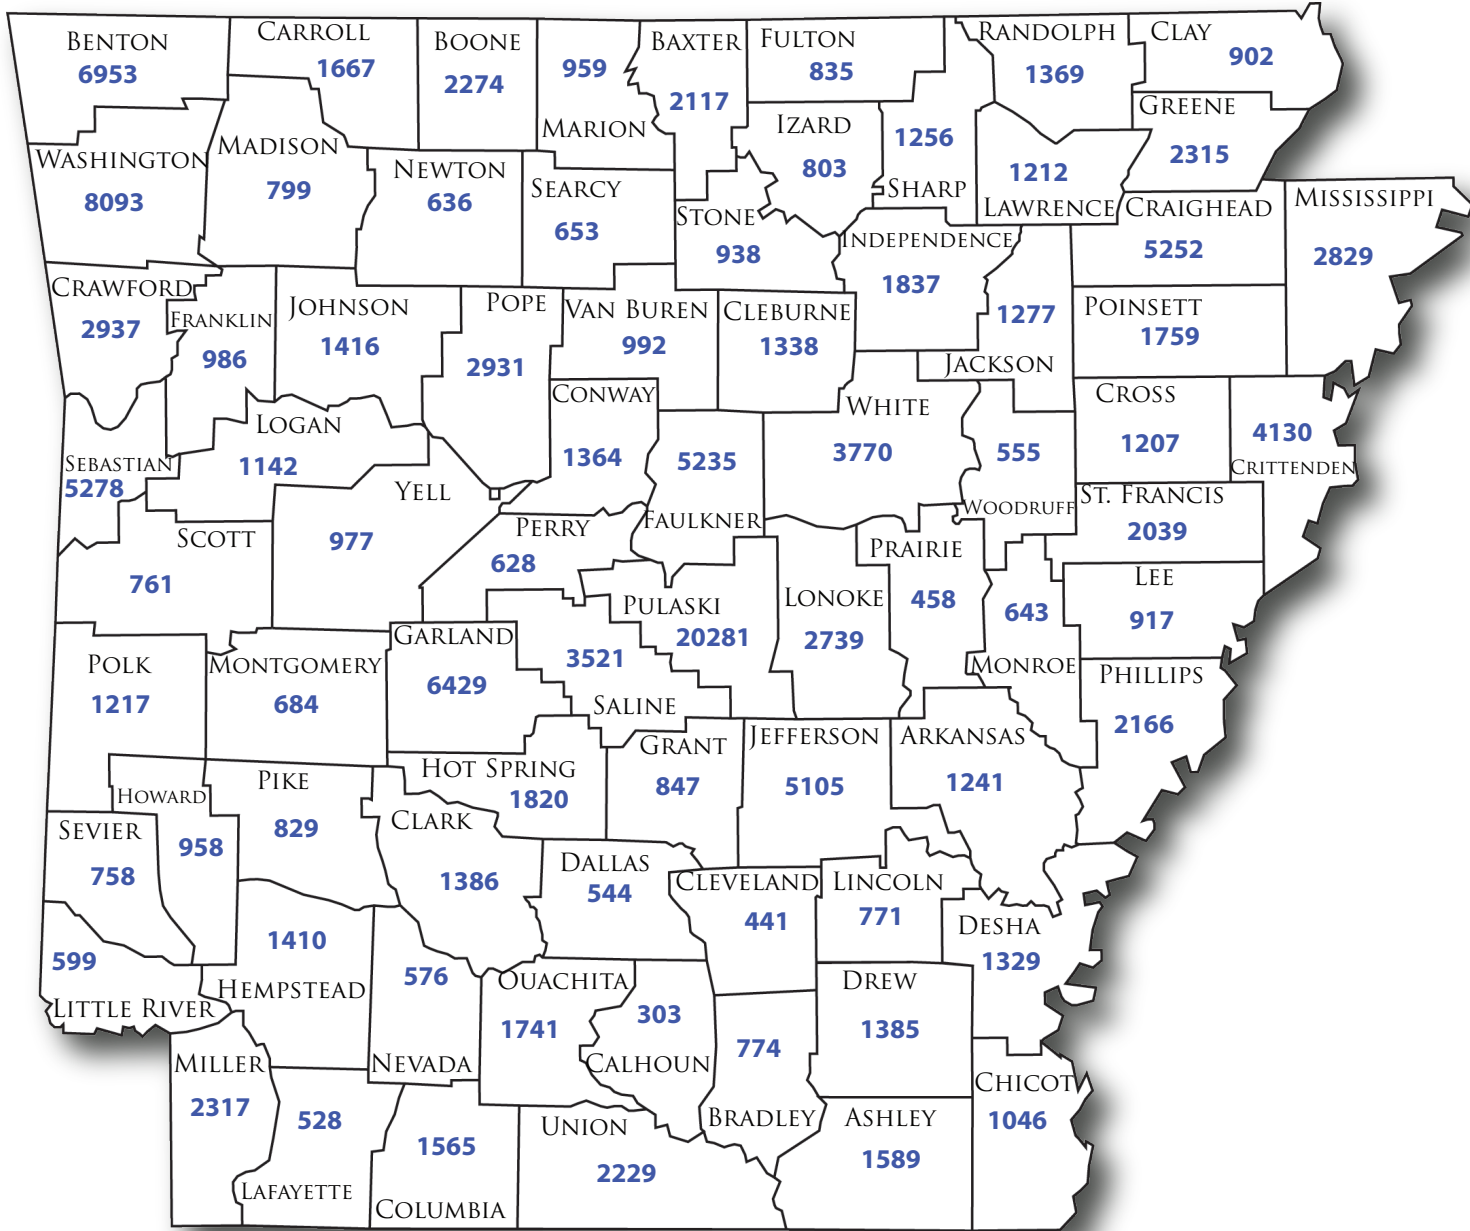 BENTON
6953
CARROLL
1667
BOONE
2274
959
MARION
BAXTER
2117
FULTON
835
RANDOLPH
1369
CLAY
902
WASHINGTON
8093
MADISON
799
NEWTON
636
SEARCY
653
STONE
938
IZARD
803
1256
SHARP
1212
LAWRENCE
GREENE
2315
CRAIGHEAD
5252
MISSISSIPPI
2829
CRAWFORD
2937
FRANKLIN
986
JOHNSON
1416
POPE
2931
VAN BUREN
992
CLEBURNE
1338
INDEPENDENCE
1837
1277
JACKSON
POINSETT
1759
SEBASTIAN
5278
LOGAN
1142
CONWAY
1364
5235
FAULKNER
WHITE
3770
555
WOODRUFF
CROSS
1207
4130
CRITTENDEN
SCOTT
761
YELL
977
PERRY
628
PULASKI
20281
LONOKE
2739
PRAIRIE
458
643
MONROE
ST. FRANCIS
2039
LEE
917
POLK
1217
MONTGOMERY
684
GARLAND
6429
3521
SALINE
PHILLIPS
2166
HOWARD
958
PIKE
829
HOT SPRING
1820
GRANT
847
JEFFERSON
5105
ARKANSAS
1241
SEVIER
758
CLARK
1386
DALLAS
544
CLEVELAND
441
LINCOLN
771
DESHA
1329
599
LITTLE RIVER
1410
HEMPSTEAD
576
NEVADA
OUACHITA
1741
303
CALHOUN
774
BRADLEY
DREW
1385
MILLER
2317
528
LAFAYETTE
1565
COLUMBIA
UNION
2229
ASHLEY
1589
CHICOT
1046